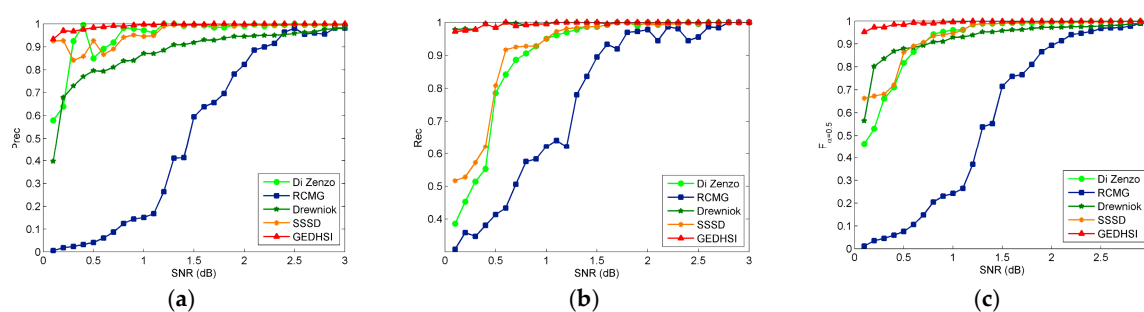 1
0.9
0.8
0.7
0.6
0.5
0.4
0.3
0.2
0.1
0
Prec
0 0.5 1 1.5 2 2.5 3
SNR (dB)
Di Zenzo
RCMG
Drewniok
SSSD
GEDHSI
(a)
1
0.9
0.8
0.7
0.6
0.5
0.4
Rec
0 0.5 1 1.5 2 2.5 3
SNR (dB)
Di Zenzo
RCMG
Drewniok
SSSD
GEDHSI
(b)
1
0.9
0.8
0.7
0.6
0.5
0.4
0.3
0.2
0.1
0
F α=0.5
0 0.5 1 1.5 2 2.5
SNR (dB)
Di Zenzo
RCMG
Drewniok
SSSD
GEDHSI
(c)